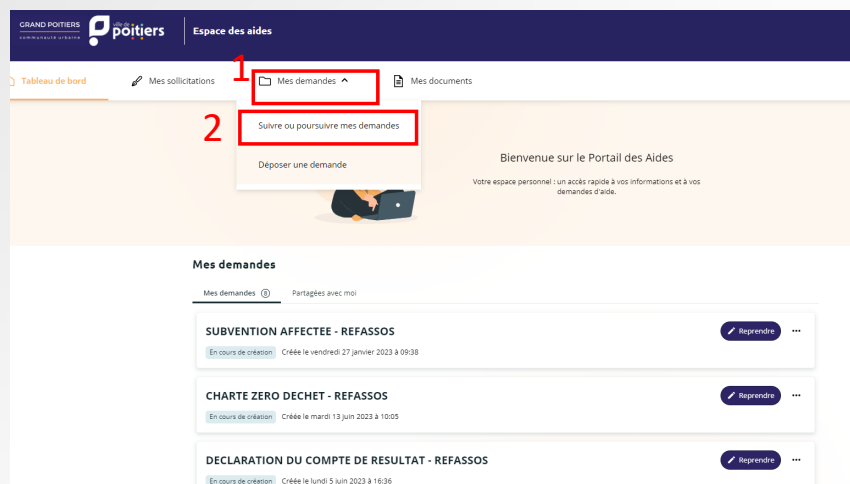 GRAND POITIERS
communauté urbaine
ville de
poitiers
Espace des aides
1
Tableau de bord
Mes sollicitations
Mes demandes
Mes documents
2
Suivre ou poursuivre mes demandes
Déposer une demande
Bienvenue sur le Portail des Aides
Votre espace personnel : un accès rapide à vos informations et à vos
demandes d'aide.
Mes demandes
Mes demandes 8
Partagées avec moi
SUBVENTION AFFECTEE - REFASSOS
Reprendre
En cours de création Créée le vendredi 27 janvier 2023 à 09:38
CHARTE ZERO DECHET - REFASSOS
Reprendre
En cours de création Créée le mardi 13 juin 2023 à 10:05
DECLARATION DU COMPTE DE RESULTAT - REFASSOS
Reprendre
En cours de création Créée le lundi 5 juin 2023 à 16:36